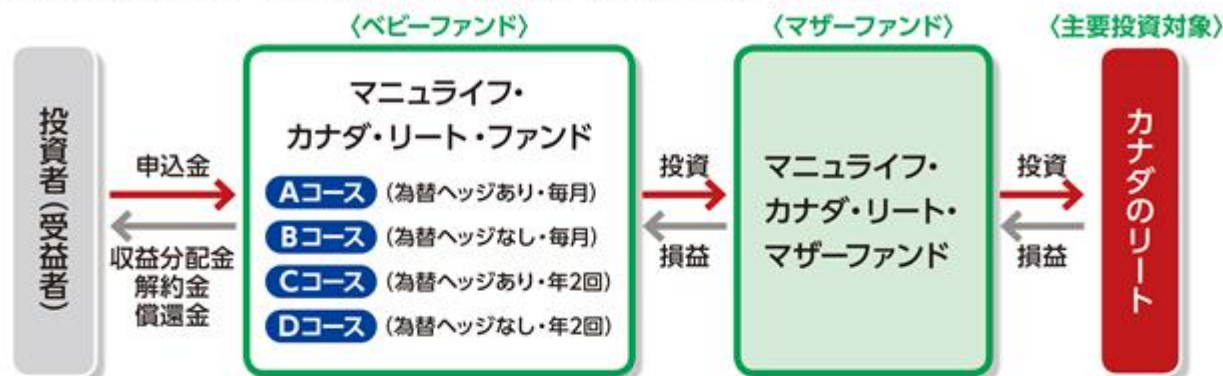 〈ベビーファンド〉
〈マザーファンド〉
〈主要投資対象〉
投資者(受益者)
申込金
収益分配金
解約金
償還金
マニュライフ・
カナダ・リート・ファンド
Aコース (為替ヘッジあり・毎月)
Bコース (為替ヘッジなし・毎月)
Cコース (為替ヘッジあり・年2回)
Dコース (為替ヘッジなし・年2回)
投資
損益
マニュライフ・
カナダ・リート・
マザーファンド
投資
損益
カナダのリート